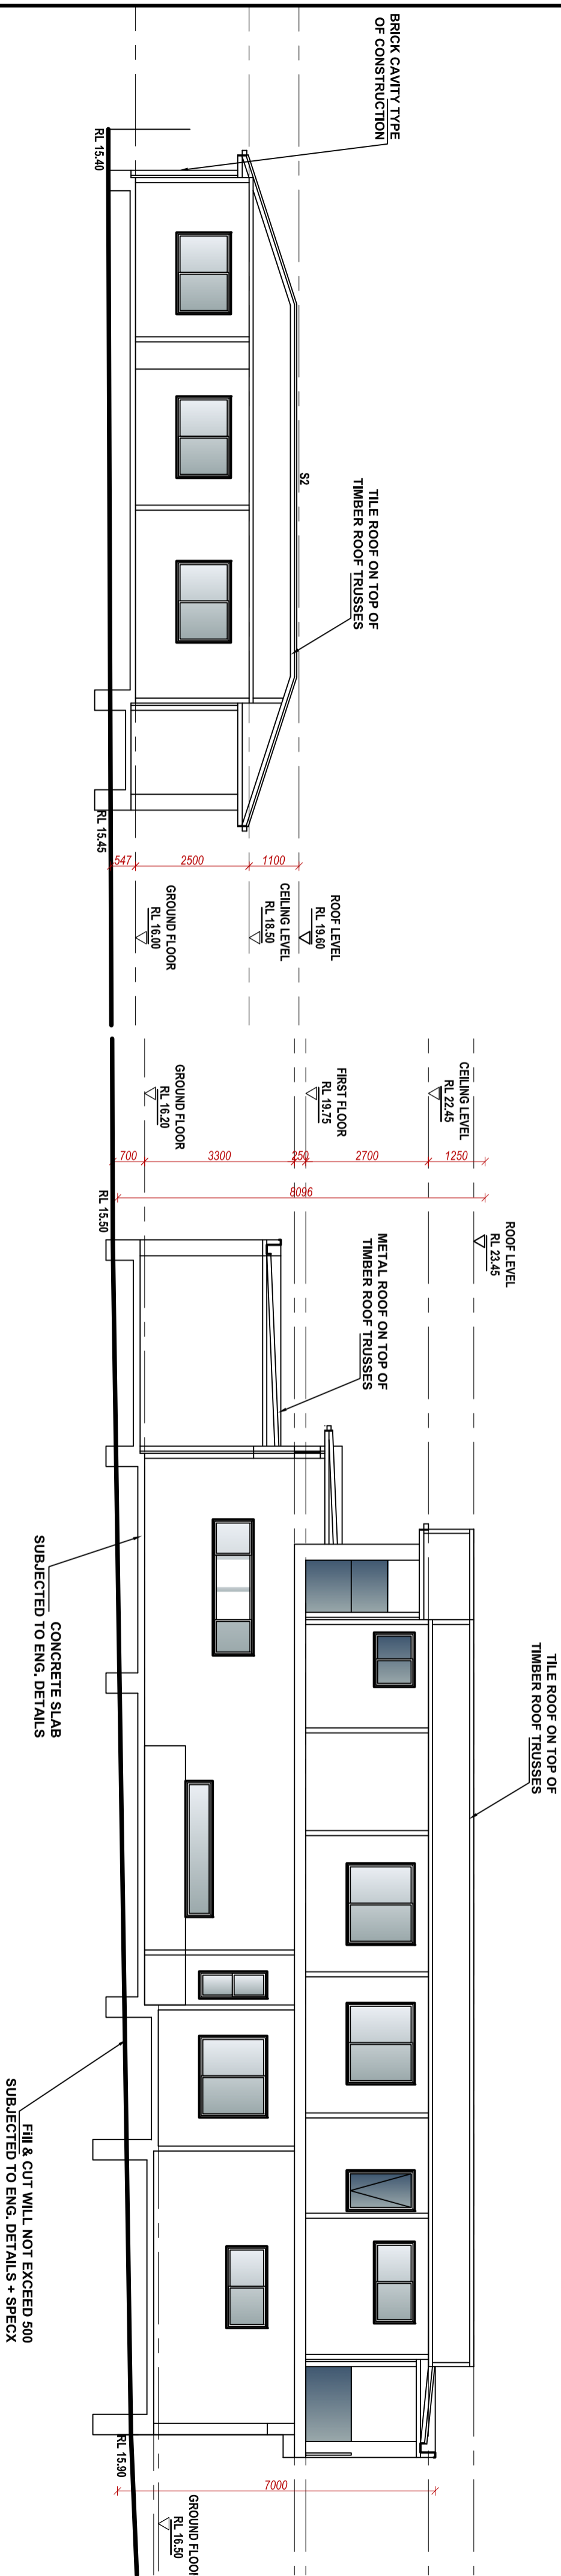 BRICK CAVITY TYPE
OF CONSTRUCTION
RL 15.40
S2
TILE ROOF ON TOP OF
TIMBER ROOF TRUSSES
RL 15.45
547
2500
1100
ROOF LEVEL
RL 19.60
CEILING LEVEL
RL 18.50
GROUND FLOOR
RL 16.00
CEILING LEVEL
RL 22.45
FIRST FLOOR
RL 19.75
GROUND FLOOR
RL 16.20
700
3300
250
2700
1250
8096
RL 15.50
ROOF LEVEL
RL 23.45
METAL ROOF ON TOP OF
TIMBER ROOF TRUSSES
CONCRETE SLAB
SUBJECTED TO ENG. DETAILS
TILE ROOF ON TOP OF
TIMBER ROOF TRUSSES
Fill & CUT WILL NOT EXCEED 500
SUBJECTED TO ENG. DETAILS + SPECX
RL 15.90
7000
GROUND FLOOR
RL 16.50